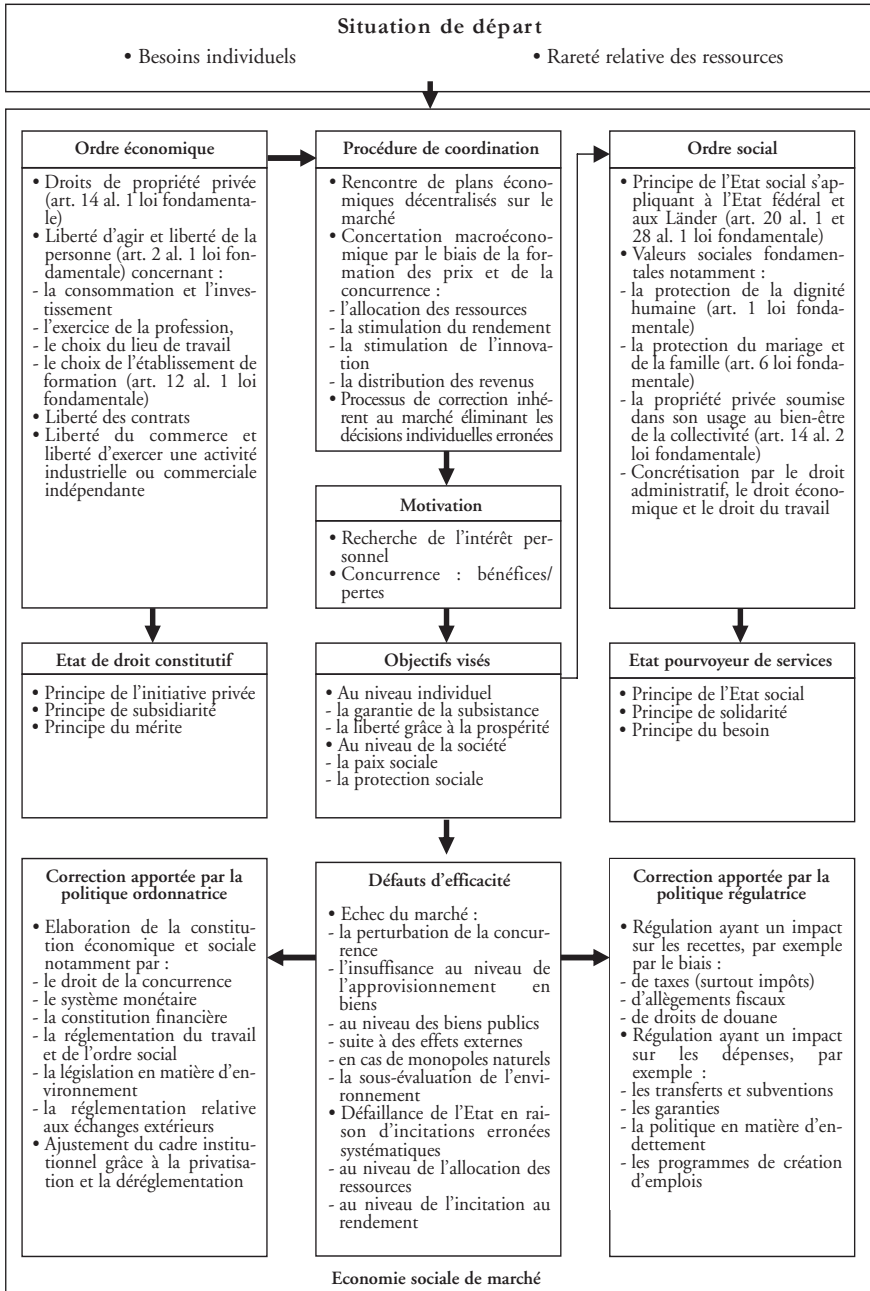 Situation de départ
• Besoins individuels
• Rareté relative des ressources
Ordre économique
• Droits de propriété privée
(art. 14 al. 1 loi fondamenta-
le)
• Liberté d'agir et liberté de la
personne (art. 2 al. 1 loi fon-
damentale) concernant :
- la consommation et l'inves-
tissement
- l'exercice de la profession,
- le choix du lieu de travail
- le choix de l'établissement de
formation (art. 12 al. 1 loi
fondamentale)
• Liberté des contrats
• Liberté du commerce et
liberté d'exercer une activité
industrielle ou commerciale
indépendante
Procédure de coordination
• Rencontre de plans écono-
miques décentralisés sur le
marché
• Concertation macroécono-
mique par le biais de la for-
mation des prix et de la
concurrence :
- l'allocation des ressources
- la stimulation du rendement
- la stimulation de l'innova-
tion
- la distribution des revenus
• Processus de correction inhé-
rent au marché éliminant les
décisions individuelles erronées
Ordre social
• Principe de l'Etat social s'ap-
pliquant à l'Etat fédéral et
aux Länder (art. 20 al. 1 et
28 al. 1 loi fondamentale)
• Valeurs sociales fondamen-
tales notamment :
- la protection de la dignité
humaine (art. 1 loi fonda-
mentale)
- la protection du mariage et
de la famille (art. 6 loi fonda-
mentale)
- la propriété privée soumise
dans son usage au bien-être
de la collectivité (art. 14 al. 2
loi fondamentale)
• Concrétisation par le droit
administratif, le droit écono-
mique et le droit du travail
Motivation
• Recherche de l'intérêt per-
sonnel
• Concurrence : bénéfices/
pertes
Etat de droit constitutif
• Principe de l'initiative privée
• Principe de subsidiarité
• Principe du mérite
Objectifs visés
• Au niveau individuel
- la garantie de la subsistance
- la liberté grâce à la prospérité
• Au niveau de la société
- la paix sociale
- la protection sociale
Etat pourvoyeur de services
• Principe de l'Etat social
• Principe de solidarité
• Principe du besoin
Correction apportée par la
politique ordonnatrice
• Elaboration de la constitu-
tion économique et sociale
notamment par :
- le droit de la concurrence
- le système monétaire
- la constitution financière
- la réglementation du travail
et de l'ordre social
- la législation en matière d'en-
vironnement
- la réglementation relative
aux échanges extérieurs
• Ajustement du cadre institu-
tionnel grâce à la privatisa-
tion et la déréglementation
Défauts d'efficacité
• Echec du marché :
- la perturbation de la concur-
rence
- l'insuffisance au niveau de
l'approvisionnement en
biens
- au niveau des biens publics
- suite à des effets externes
- en cas de monopoles naturels
- la sous-évaluation de l'envi-
ronnement
• Défaillance de l'Etat en rai-
son d'incitations erronées
systématiques
- au niveau de l'allocation des
ressources
- au niveau de l'incitation au
rendement
Correction apportée par la
politique régulatrice
• Régulation ayant un impact
sur les recettes, par exemple
par le biais :
- de taxes (surtout impôts)
- d'allègements fiscaux
- de droits de douane
• Régulation ayant un impact
sur les dépenses, par
exemple :
- les transferts et subventions
- les garanties
- la politique en matière d'en-
dettement
- les programmes de création
d'emplois
Economie sociale de marché